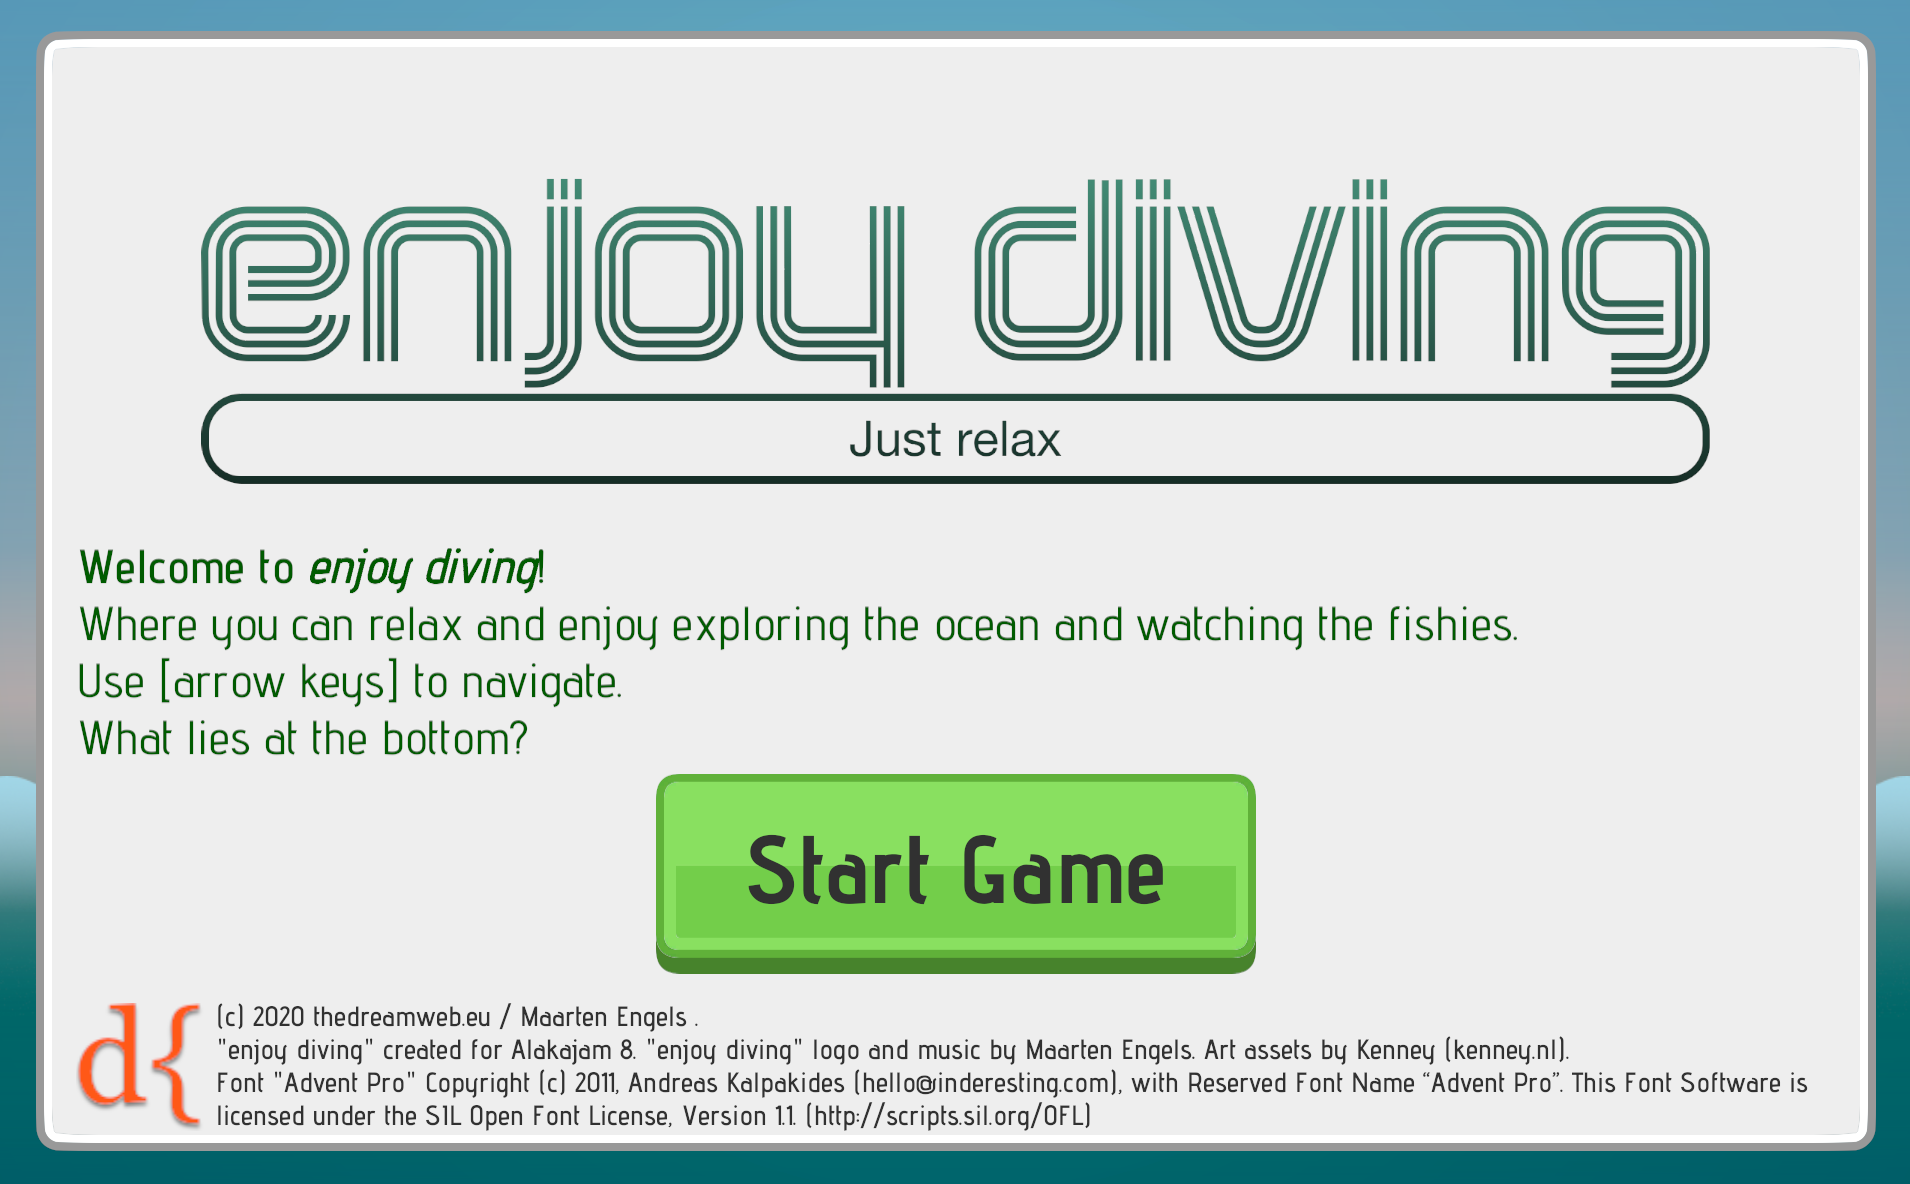 enjoy diving
Just relax
Welcome to enjoy diving!
Where you can relax and enjoy exploring the ocean and watching the fishies.
Use [arrow keys] to navigate.
What lies at the bottom?
Start Game
d{
(c) 2020 thedreamweb.eu / Maarten Engels .
"enjoy diving" created for Alakajam 8. "enjoy diving" logo and music by Maarten Engels. Art assets by Kenney (kenney.nl).
Font "Advent Pro" Copyright (c) 2011, Andreas Kalpakides (hello@inderesting.com), with Reserved Font Name “Advent Pro”. This Font Software is
licensed under the SIL Open Font License, Version 1.1. (http://scripts.sil.org/OFL)